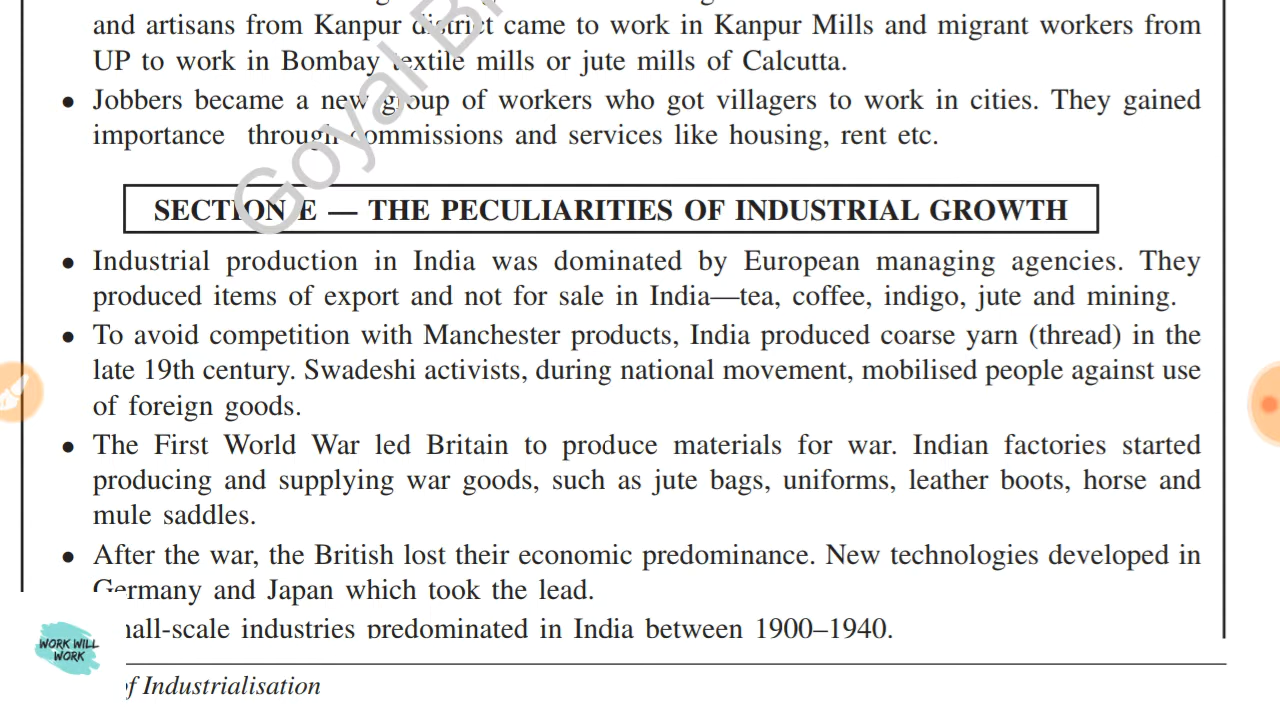 and artisans from Kanpur district came to work in Kanpur Mills and migrant workers from
UP to work in Bombay textile mills or jute mills of Calcutta.
• Jobbers became a new group of workers who got villagers to work in cities. They gained
importance through commissions and services like housing, rent etc.
Goyal
SECTION E — THE PECULIARITIES OF INDUSTRIAL GROWTH
• Industrial production in India was dominated by European managing agencies. They
produced items of export and not for sale in India—tea, coffee, indigo, jute and mining.
• To avoid competition with Manchester products, India produced coarse yarn (thread) in the
late 19th century. Swadeshi activists, during national movement, mobilised people against use
of foreign goods.
• The First World War led Britain to produce materials for war. Indian factories started
producing and supplying war goods, such as jute bags, uniforms, leather boots, horse and
mule saddles.
• After the war, the British lost their economic predominance. New technologies developed in
Germany and Japan which took the lead.
industries predominated in India between 1900–1940.
WORK WILL
WORK
of Industrialisation